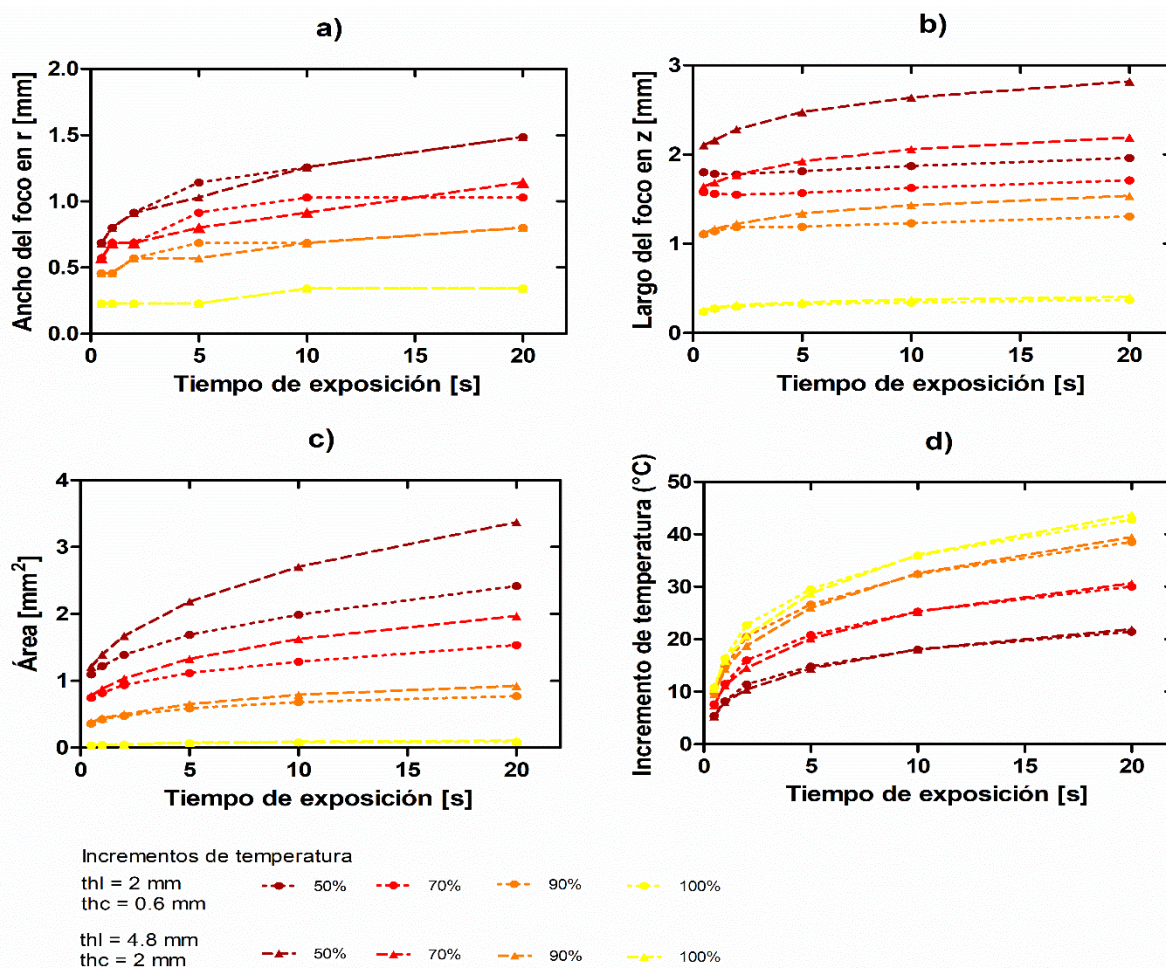 a)
Ancho del foco en r [mm]
2.0
1.5
1.0
0.5
0.0
0 5 10 15 20
Tiempo de exposición [s]
b)
Largo del foco en z [mm]
3
2
1
0
0 5 10 15 20
Tiempo de exposición [s]
c)
Área [mm²]
4
3
2
1
0
0 5 10 15 20
Tiempo de exposición [s]
d)
Incremento de temperatura (°C)
50
40
30
20
10
0
0 5 10 15 20
Tiempo de exposición [s]
Incrementos de temperatura
thl = 2 mm
thc = 0.6 mm
50% 70% 90% 100%
thl = 4.8 mm
thc = 2 mm
50% 70% 90% 100%